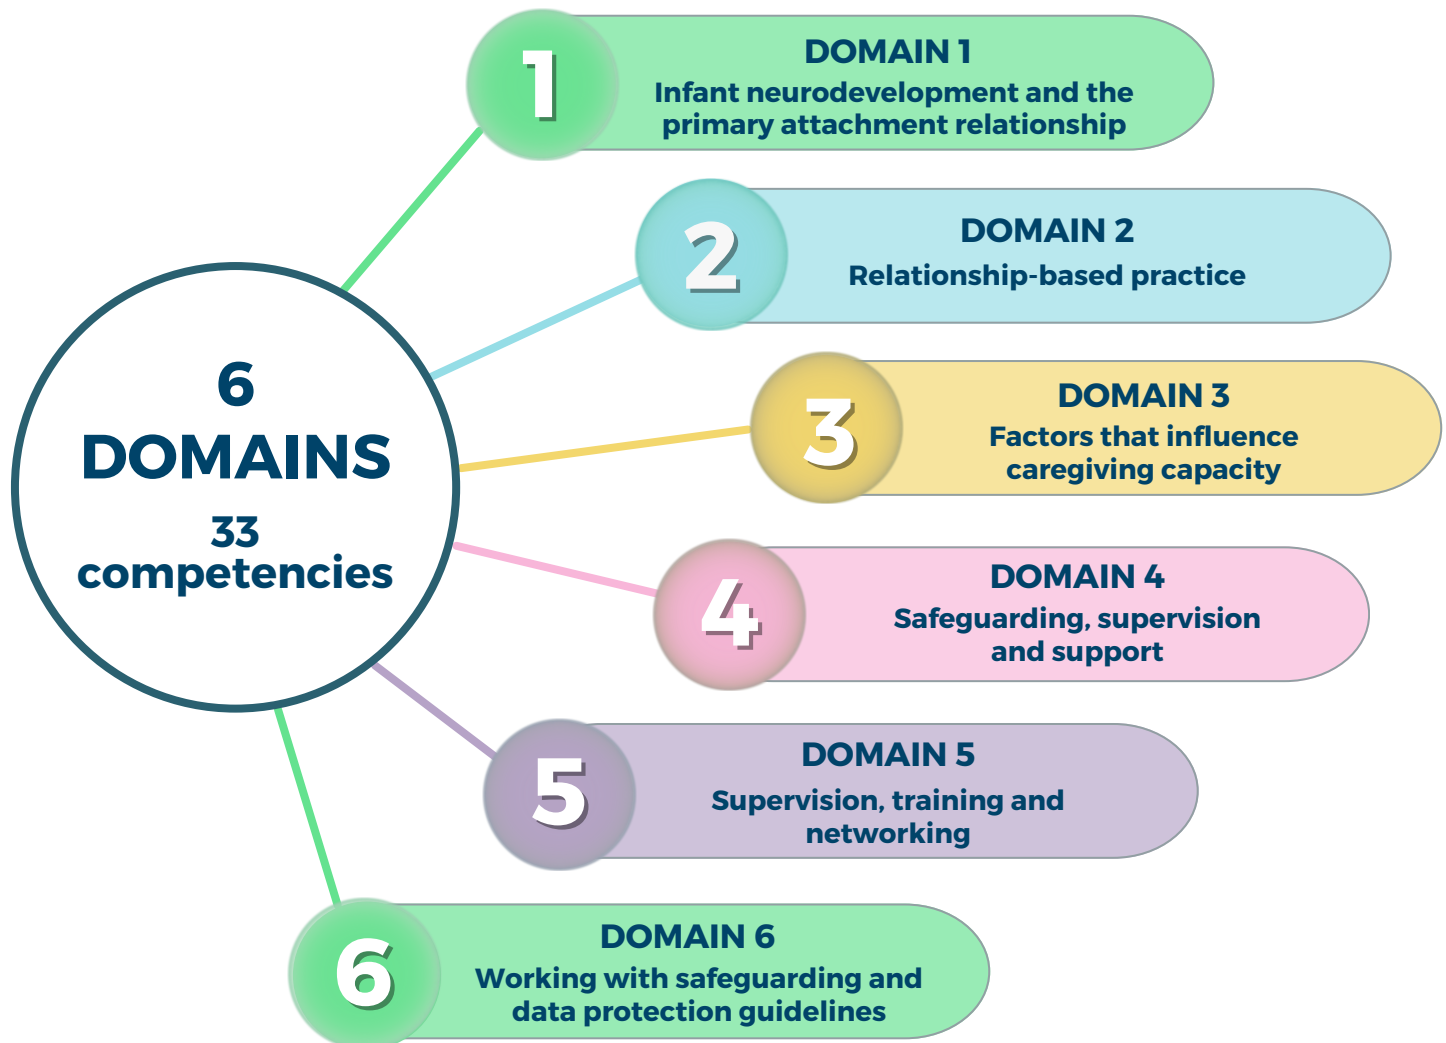 6
DOMAINS
33
competencies
1
DOMAIN 1
Infant neurodevelopment and the
primary attachment relationship
2
DOMAIN 2
Relationship-based practice
3
DOMAIN 3
Factors that influence
caregiving capacity
4
DOMAIN 4
Safeguarding, supervision
and support
5
DOMAIN 5
Supervision, training and
networking
6
DOMAIN 6
Working with safeguarding and
data protection guidelines